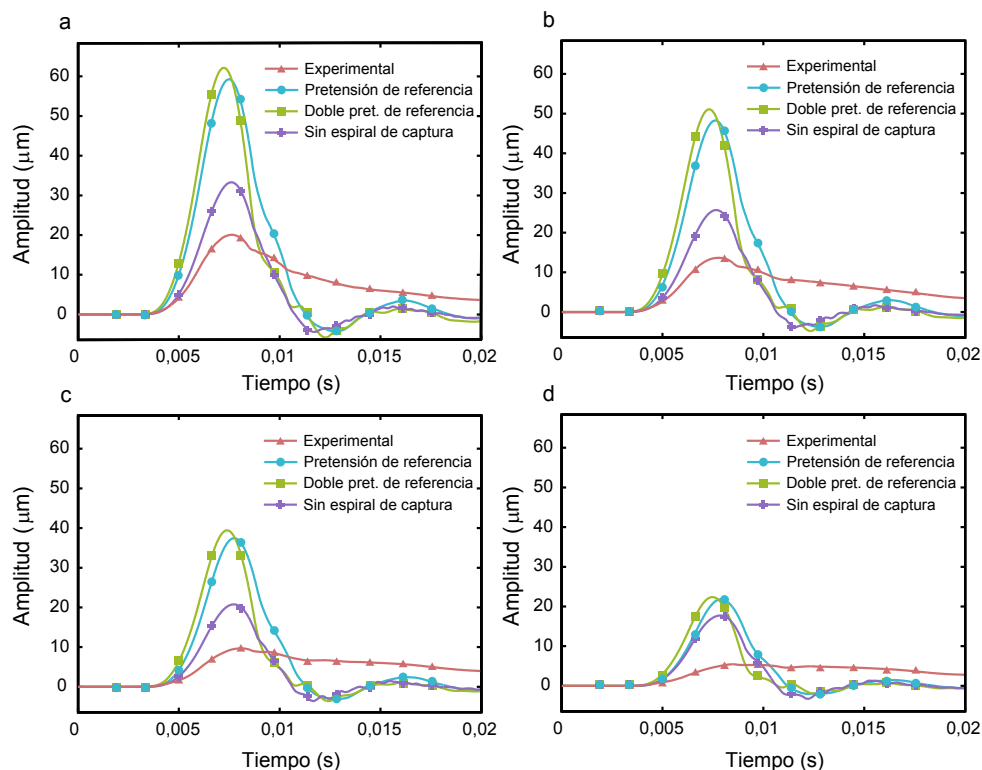 a
Amplitud (μm)
60
50
40
30
20
10
0
Experimental
Pretensión de referencia
Doble pret. de referencia
Sin espiral de captura
0
0,005
0,01
0,015
0,02
Tiempo (s)
b
Amplitud (μm)
60
50
40
30
20
10
0
Experimental
Pretensión de referencia
Doble pret. de referencia
Sin espiral de captura
0
0,005
0,01
0,015
0,02
Tiempo (s)
c
Amplitud (μm)
60
50
40
30
20
10
0
Experimental
Pretensión de referencia
Doble pret. de referencia
Sin espiral de captura
0
0,005
0,01
0,015
0,02
Tiempo (s)
d
Amplitud (μm)
60
50
40
30
20
10
0
Experimental
Pretensión de referencia
Doble pret. de referencia
Sin espiral de captura
0
0,005
0,01
0,015
0,02
Tiempo (s)